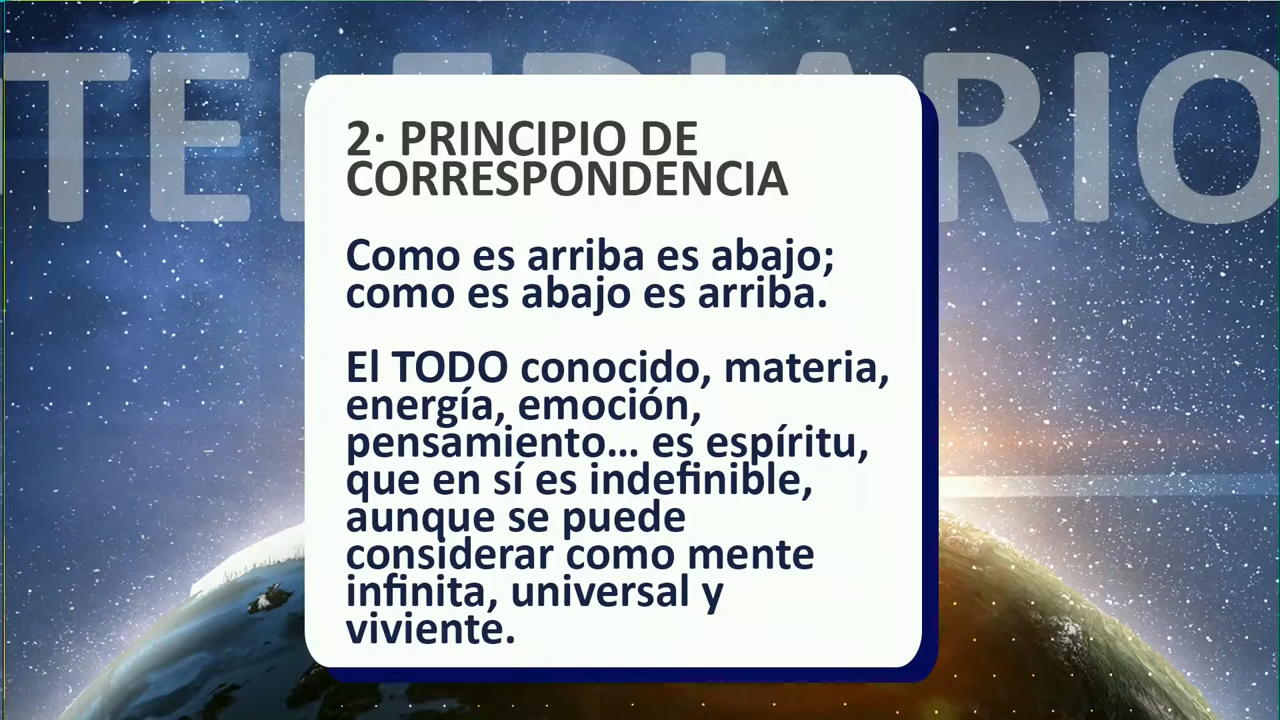 TELEDIARIO
2· PRINCIPIO DE
CORRESPONDENCIA
Como es arriba es abajo;
como es abajo es arriba.
El TODO conocido, materia,
energía, emoción,
pensamiento... es espíritu,
que en sí es indefinible,
aunque se puede
considerar como mente
infinita, universal y
viviente.